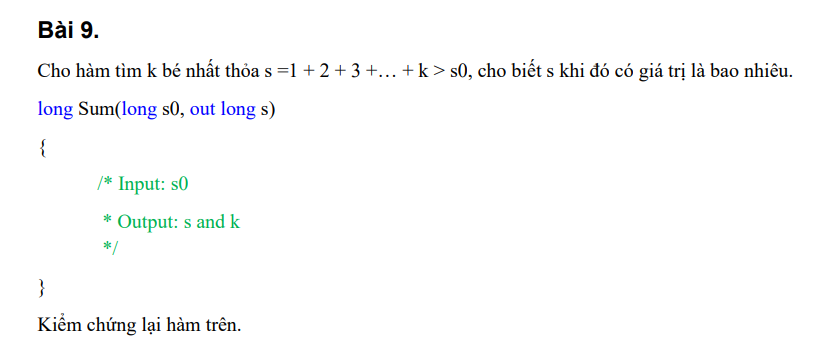 Bài 9.
Cho hàm tìm k bé nhất thỏa s =1 + 2 + 3 +… + k > s0, cho biết s khi đó có giá trị là bao nhiêu.
long Sum(long s0, out long s)
{
/* Input: s0
* Output: s and k
*/
}
Kiểm chứng lại hàm trên.